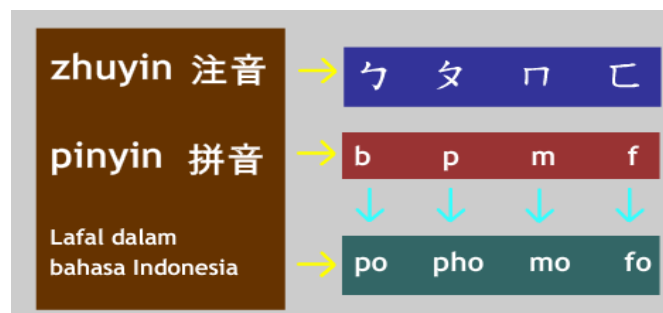 zhuyin 注音 → ㄅ ㄆ ㄇ ㄈ
pinyin 拼音 → b p m f
↓ ↓ ↓ ↓
Lafal dalam
bahasa Indonesia → po pho mo fo